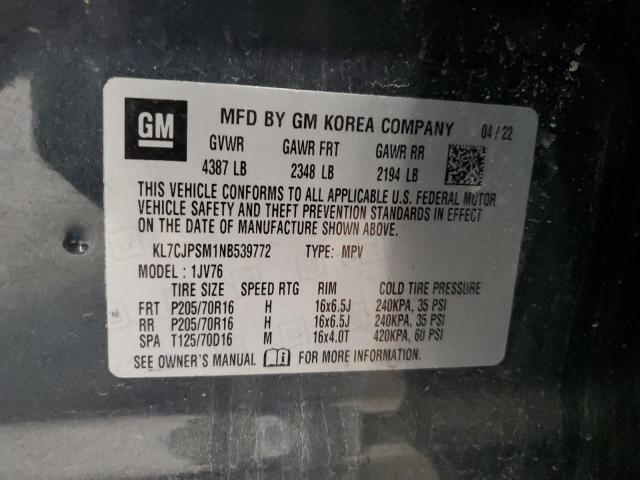 GM MFD BY GM KOREA COMPANY 04 / 22
GVWR GAWR FRT GAWR RR
4387 LB 2348 LB 2194 LB
THIS VEHICLE CONFORMS TO ALL APPLICABLE U.S. FEDERAL MOTOR
VEHICLE SAFETY AND THEFT PREVENTION STANDARDS IN EFFECT
ON THE DATE OF MANUFACTURE SHOWN ABOVE.
KL7CJPSM1NB539772 TYPE: MPV
MODEL : 1JV76
TIRE SIZE SPEED RTG RIM COLD TIRE PRESSURE
FRT P205/70R16 H 16x6.5J 240KPA, 35 PSI
RR P205/70R16 H 16x6.5J 240KPA, 35 PSI
SPA T125/70D16 M 16x4.0T 420KPA, 60 PSI
SEE OWNER'S MANUAL FOR MORE INFORMATION.